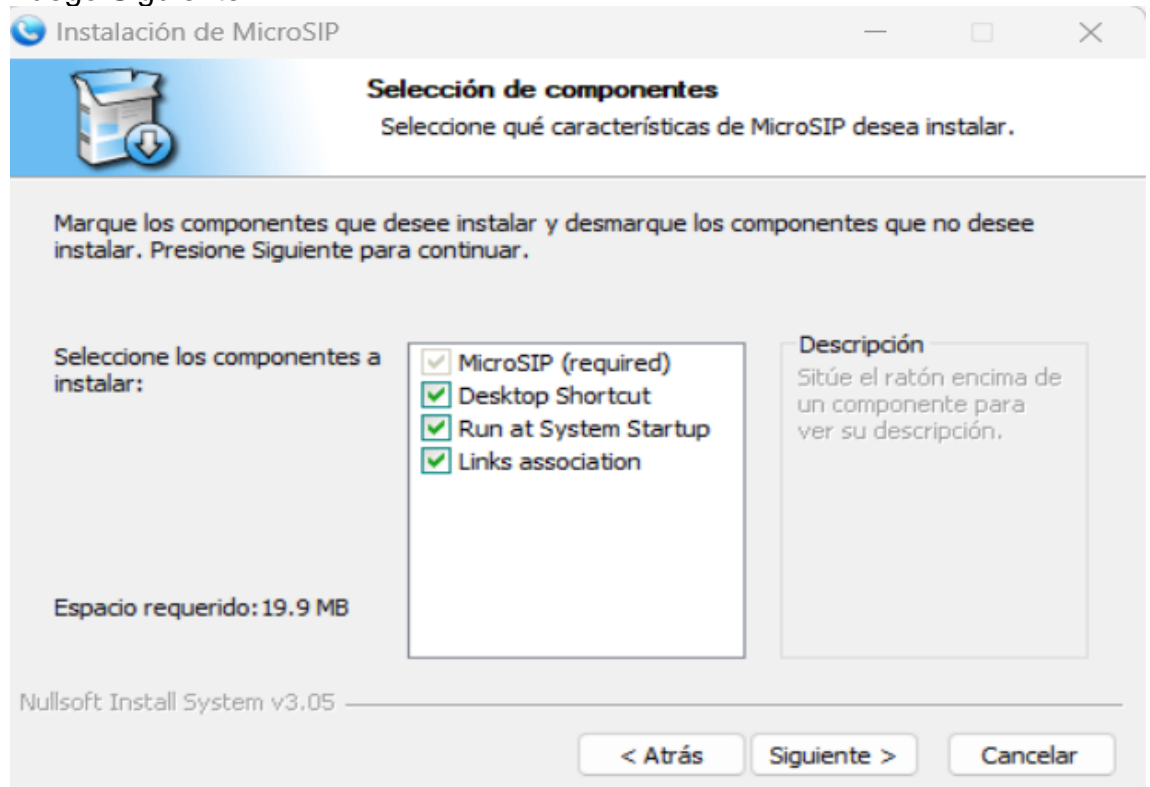 Instalación de MicroSIP
Selección de componentes
Seleccione qué características de MicroSIP desea instalar.
Marque los componentes que desee instalar y desmarque los componentes que no desee
instalar. Presione Siguiente para continuar.
Seleccione los componentes a
instalar:
MicroSIP (required)
Desktop Shortcut
Run at System Startup
Links association
Descripción
Sitúe el ratón encima de
un componente para
ver su descripción.
Espacio requerido: 19.9 MB
Nullsoft Install System v3.05
< Atrás
Siguiente >
Cancelar